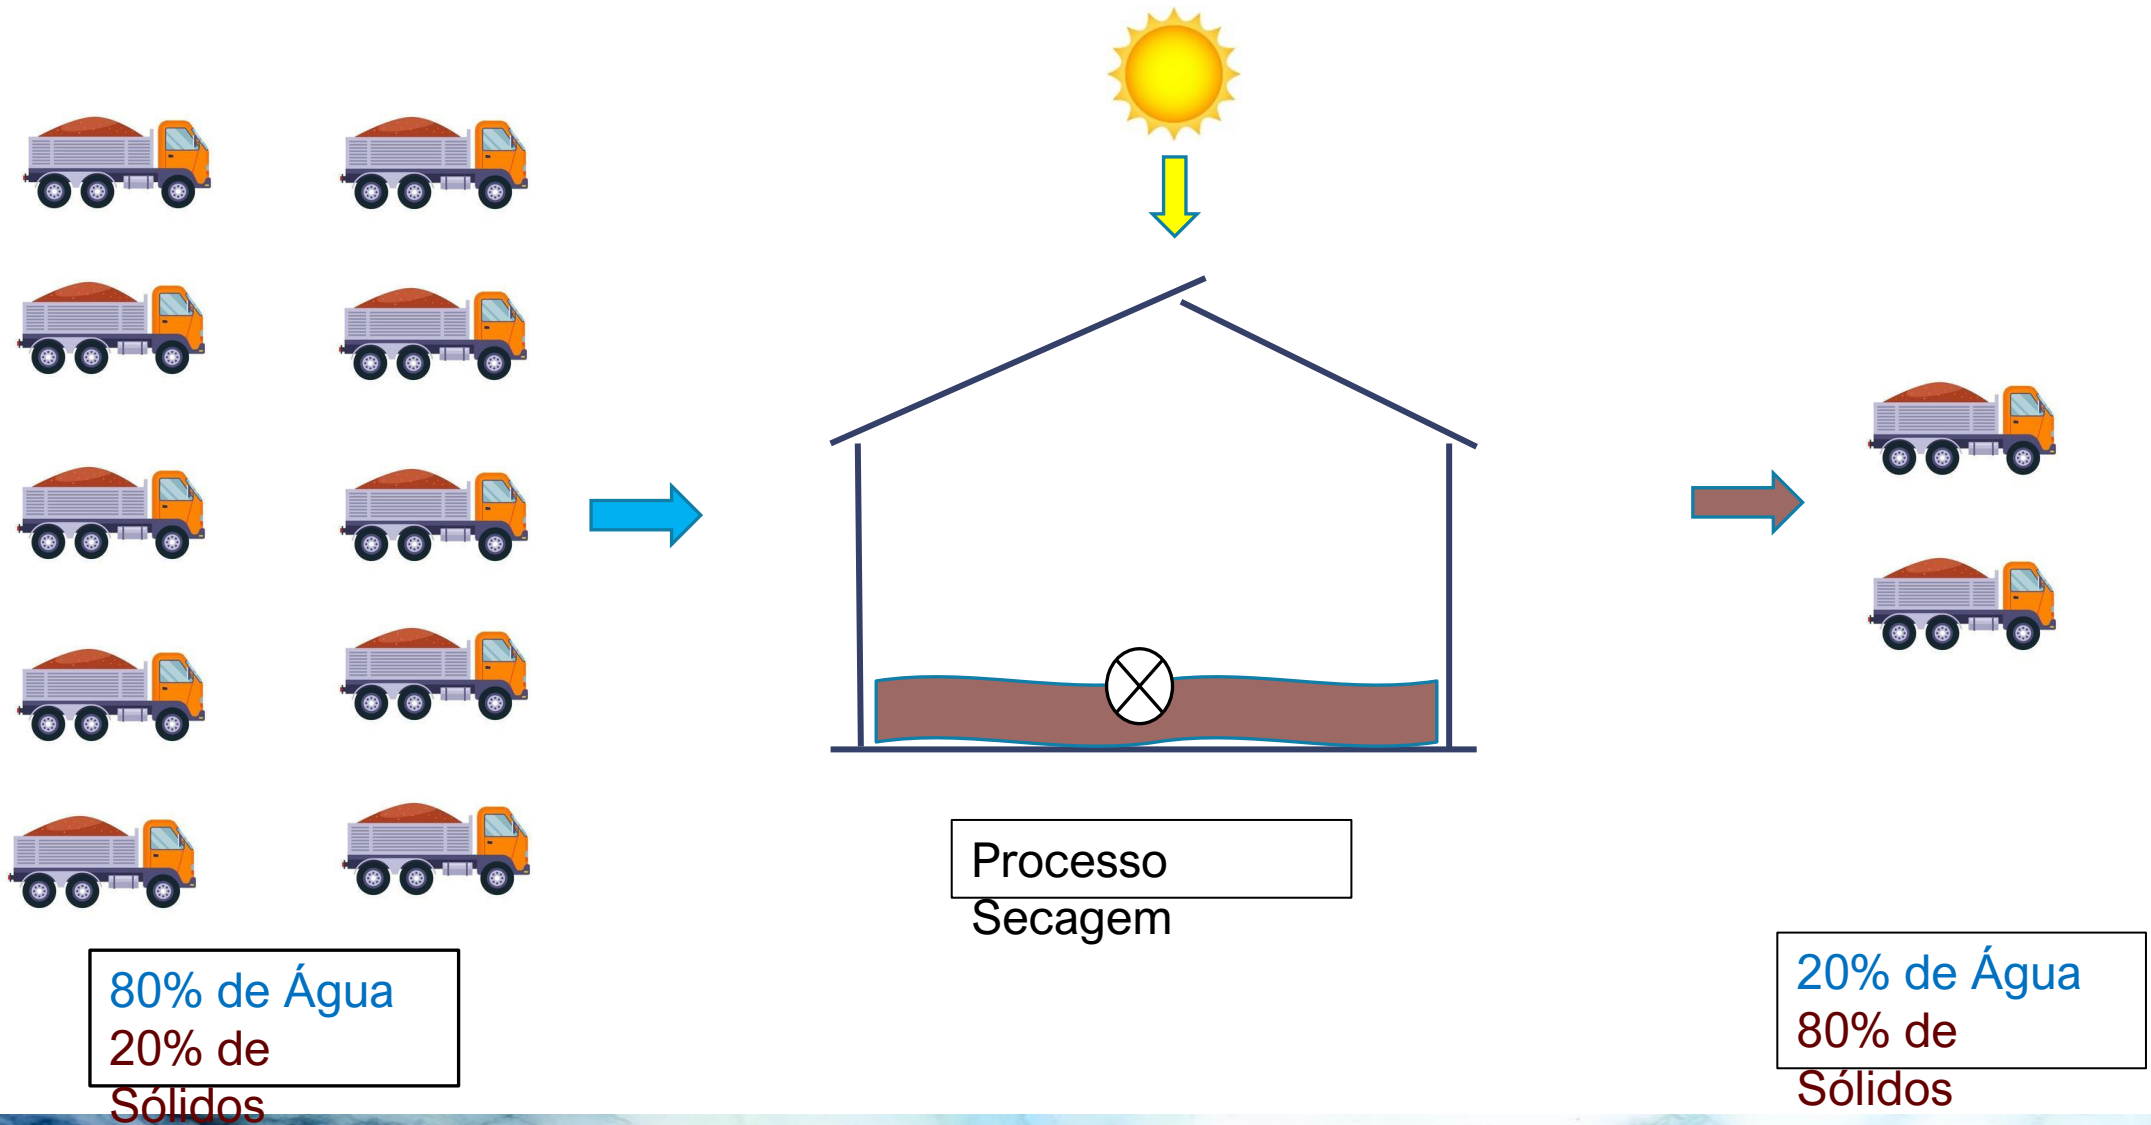 Processo
Secagem
80% de Água
20% de
Sólidos
20% de Água
80% de
Sólidos